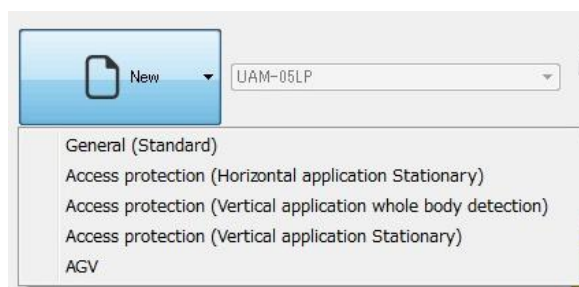 New
UAM-05LP
General (Standard)
Access protection (Horizontal application Stationary)
Access protection (Vertical application whole body detection)
Access protection (Vertical application Stationary)
AGV